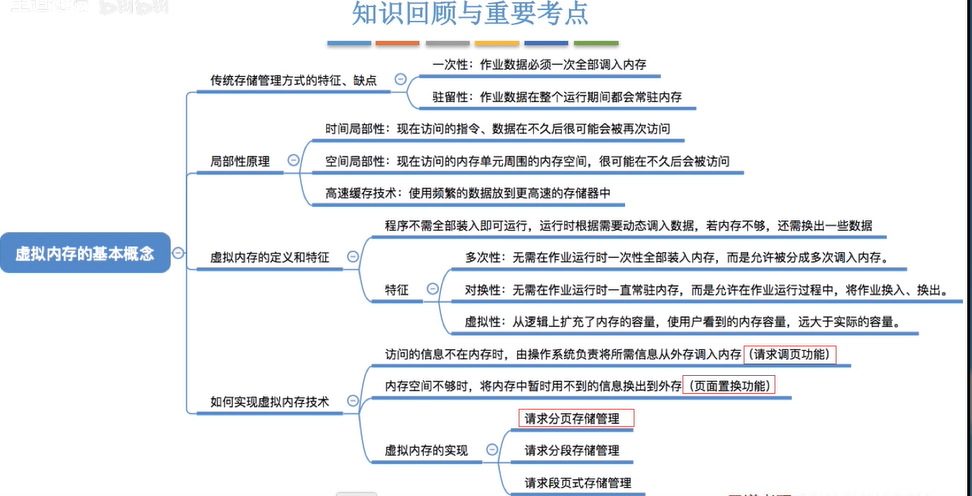 知识回顾与重要考点
一次性：作业数据必须一次全部调入内存
传统存储管理方式的特征、缺点
驻留性：作业数据在整个运行期间都会常驻内存
时间局部性：现在访问的指令、数据在不久后很可能会被再次访问
局部性原理
空间局部性：现在访问的内存单元周围的内存空间，很可能在不久后会被访问
高速缓存技术：使用频繁的数据放到更高速的存储器中
虚拟内存的基本概念
程序不需全部装入即可运行，运行时根据需要动态调入数据，若内存不够，还需换出一些数据
虚拟内存的定义和特征
多次性：无需在作业运行时一次性全部装入内存，而是允许被分成多次调入内存。
特征
对换性：无需在作业运行时一直常驻内存，而是允许在作业运行过程中，将作业换入、换出。
虚拟性：从逻辑上扩充了内存的容量，使用户看到的内存容量，远大于实际的容量。
访问的信息不在内存时，由操作系统负责将所需信息从外存调入内存（请求调页功能）
如何实现虚拟内存技术
内存空间不够时，将内存中暂时用不到的信息换出到外存（页面置换功能）
虚拟内存的实现
请求分页存储管理
请求分段存储管理
请求段页式存储管理